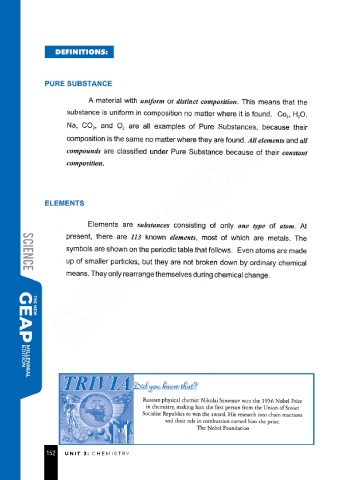 DEFINITIONS:
PURE SUBSTANCE
A material with uniform or distinct composition. This means that the
substance is uniform in composition no matter where it is found. Co₂, H₂O,
Na, CO₂, and O₂ are all examples of Pure Substances, because their
composition is the same no matter where they are found. All elements and all
compounds are classified under Pure Substance because of their constant
composition.
ELEMENTS
Elements are substances consisting of only one type of atom. At
present, there are 113 known elements, most of which are metals. The
symbols are shown on the periodic table that follows. Even atoms are made
up of smaller particles, but they are not broken down by ordinary chemical
means. They only rearrange themselves during chemical change.
SCIENCE
THE NEW
GEAP
MILLENNIAL
EDITION
TRIVIA
Did you know that?
Russian physical chemist Nikolai Semenov won the 1956 Nobel Prize
in chemistry, making him the first person from the Union of Soviet
Socialist Republics to win the award. His research into chain reactions
and their role in combustion earned him the prize.
The Nobel Foundation
152 UNIT 3: CHEMISTRY